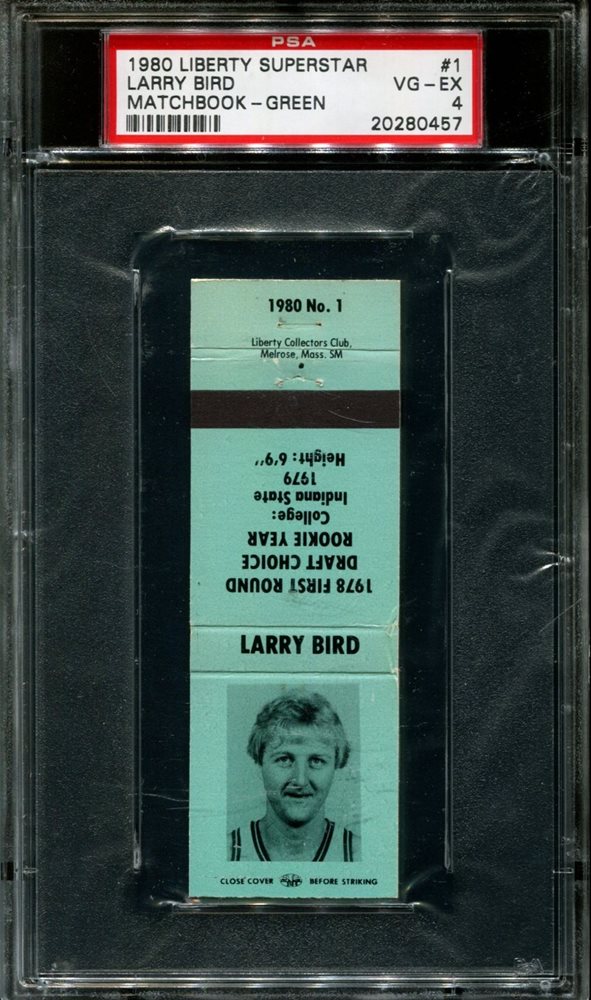 PSA
1980 LIBERTY SUPERSTAR #1
LARRY BIRD VG-EX
MATCHBOOK-GREEN 4
20280457
1980 No. 1
Liberty Collectors Club,
Melrose, Mass. SM
1978 FIRST ROUND
DRAFT CHOICE
ROOKIE YEAR
College:
Indiana State
1979
Height: 6'9''
LARRY BIRD
CLOSE COVER BEFORE STRIKING